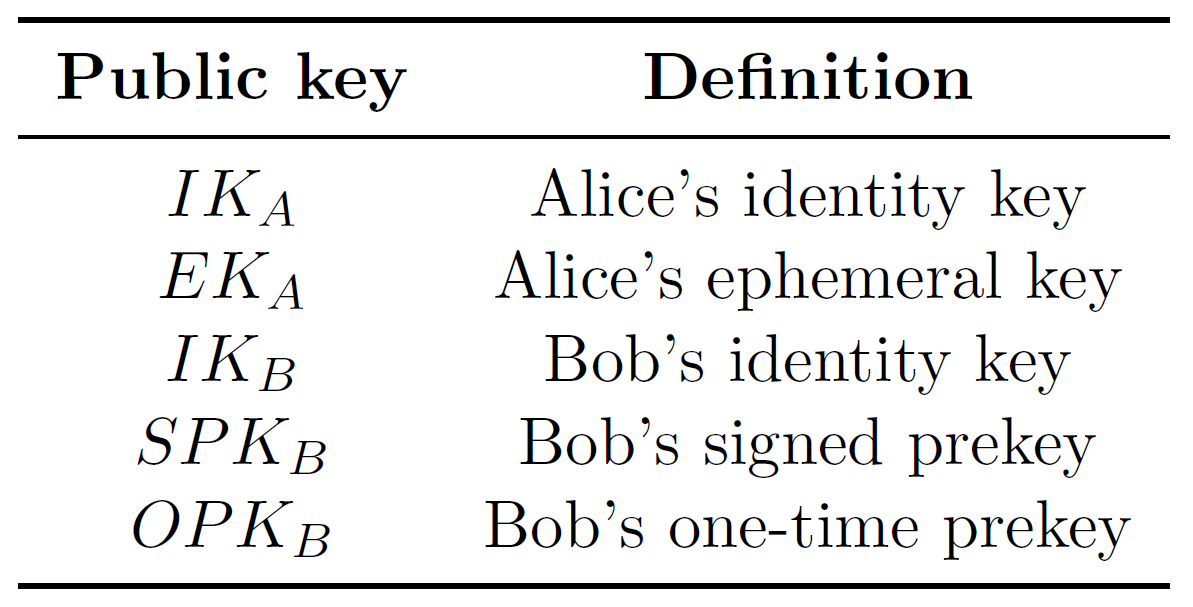 Public key Definition
IK_A Alice's identity key
EK_A Alice's ephemeral key
IK_B Bob's identity key
SPK_B Bob's signed prekey
OPK_B Bob's one-time prekey